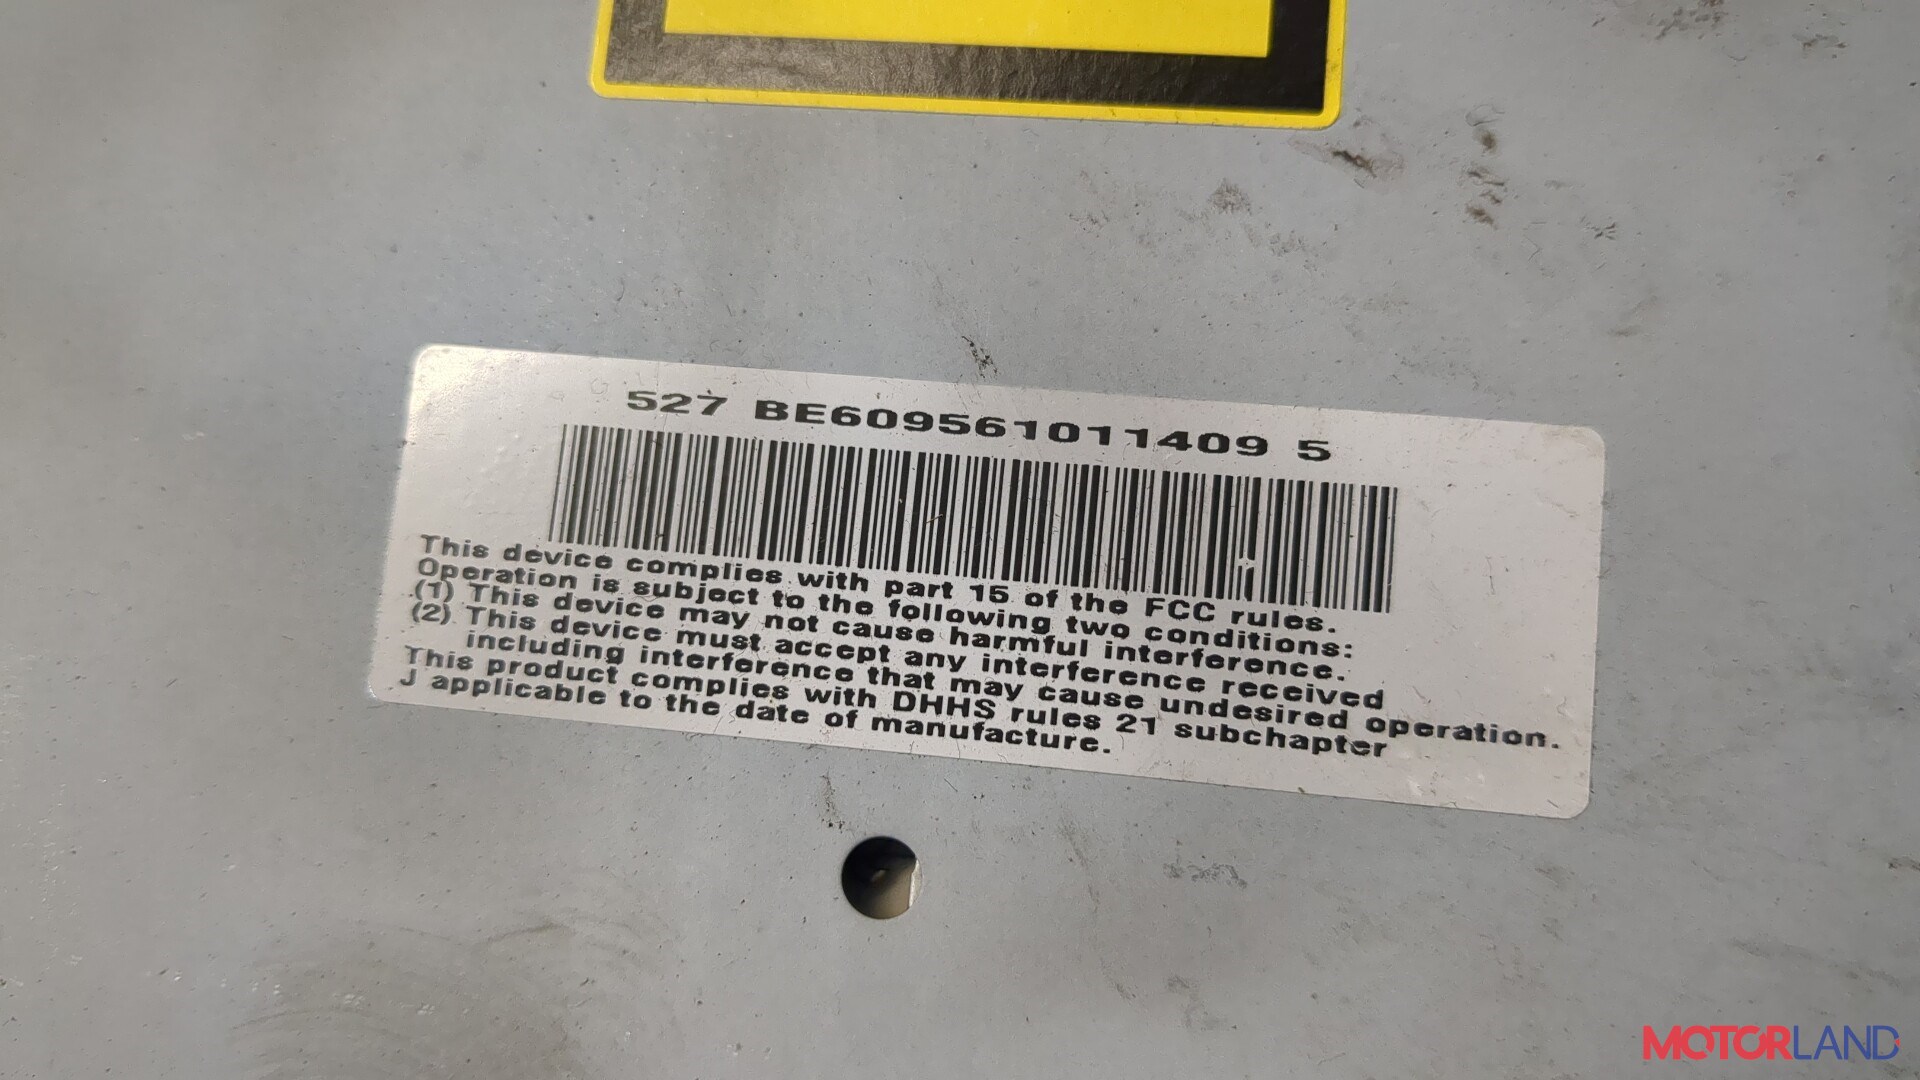 527 BE609561011409 5
This device complies with part 15 of the FCC rules.
Operation is subject to the following two conditions:
(1) This device may not cause harmful interference.
(2) This device must accept any interference received
including interference that may cause undesired operation.
This product complies with DHHS rules 21 subchapter
J applicable to the date of manufacture.
MOTORLAND